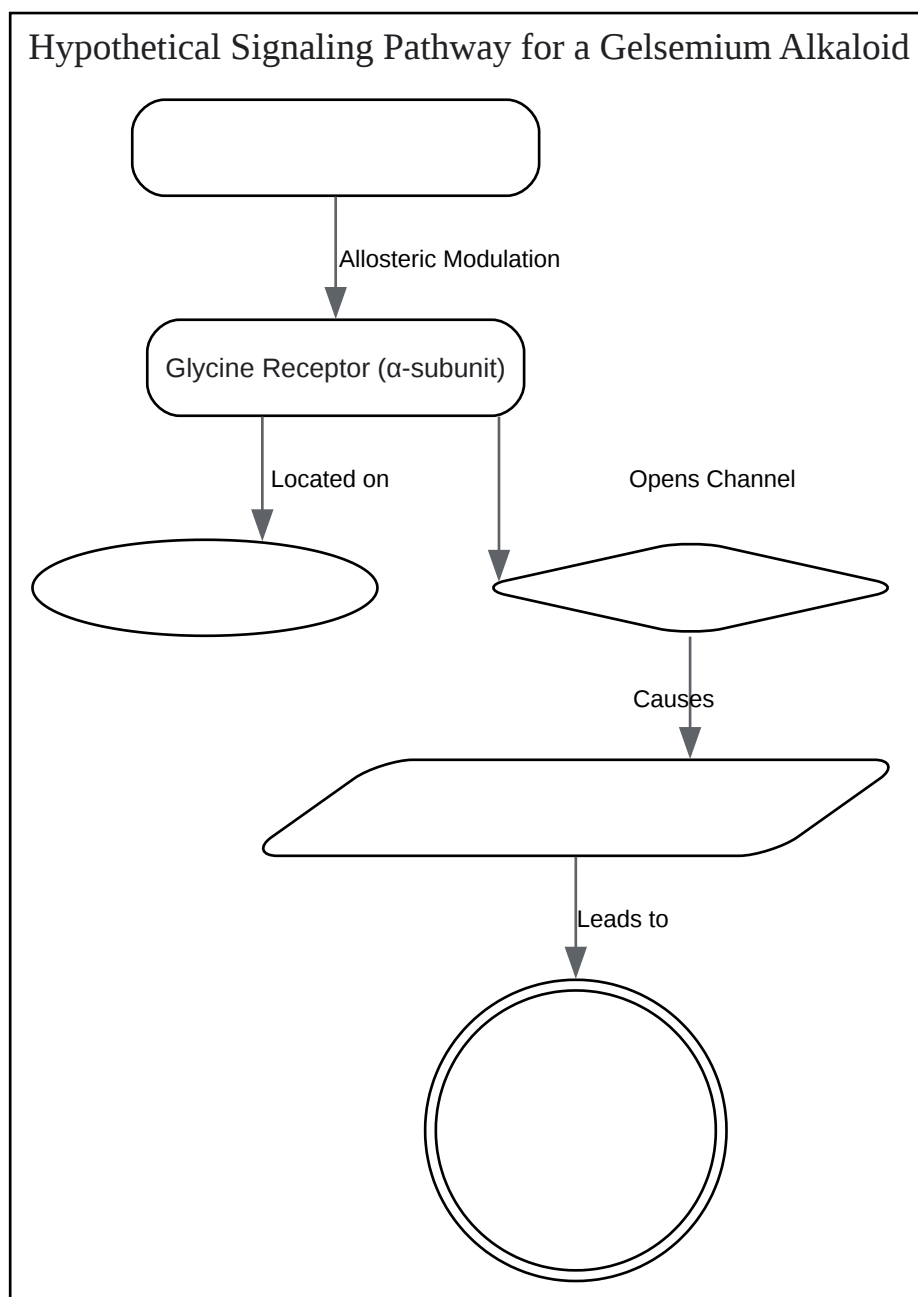 Hypothetical Signaling Pathway for a Gelsemium Alkaloid
Allosteric Modulation
Glycine Receptor (α-subunit)
Located on
Opens Channel
Causes
Leads to